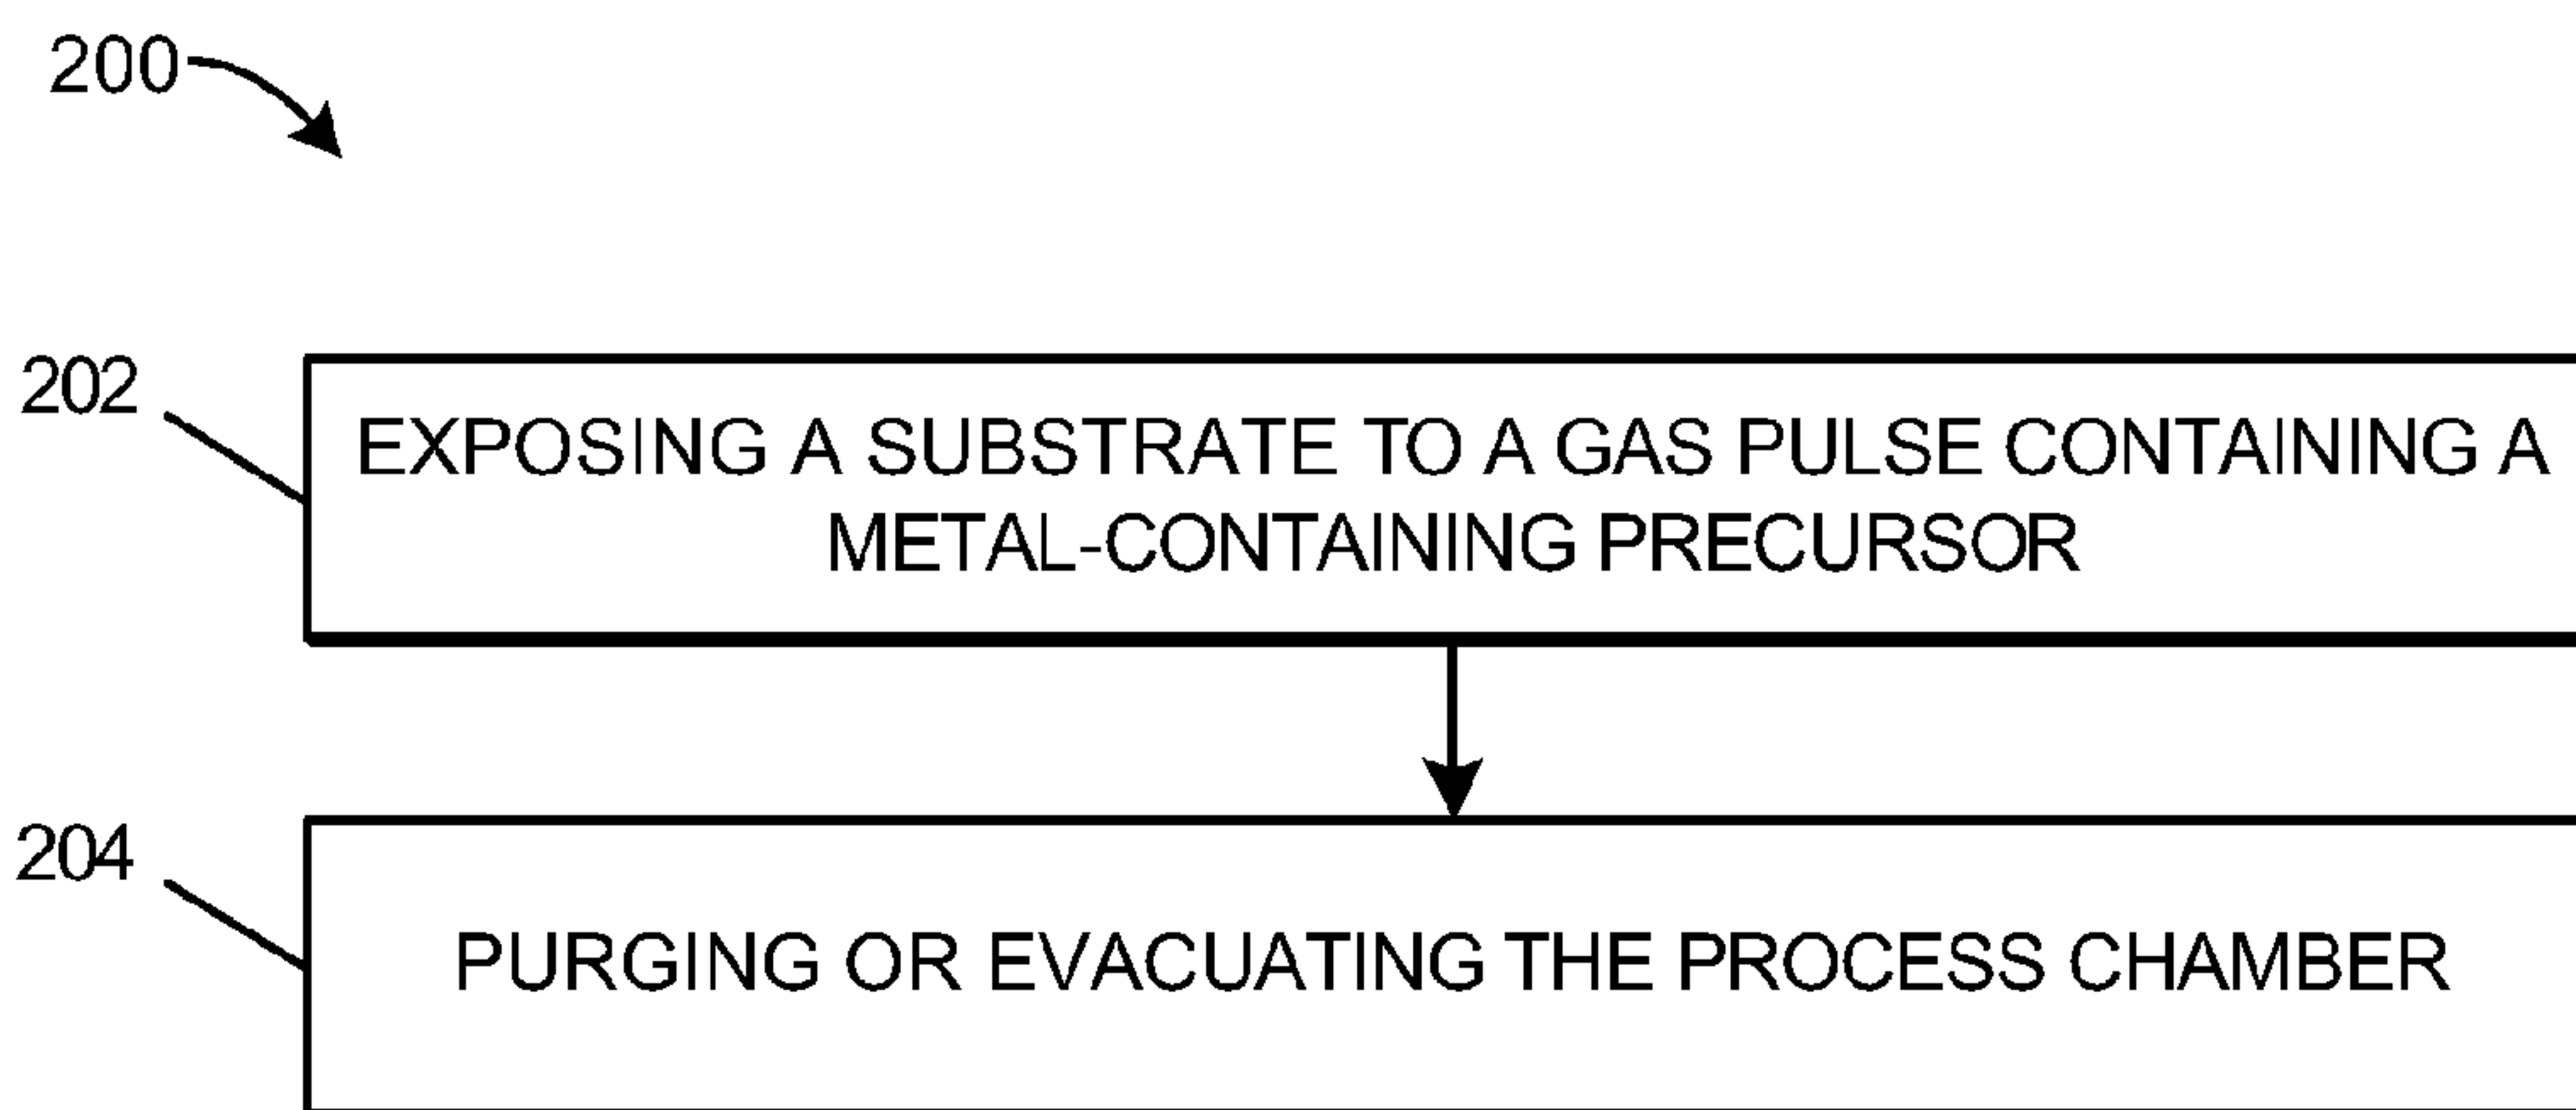 200
202
EXPOSING A SUBSTRATE TO A GAS PULSE CONTAINING A
METAL-CONTAINING PRECURSOR
204
PURGING OR EVACUATING THE PROCESS CHAMBER